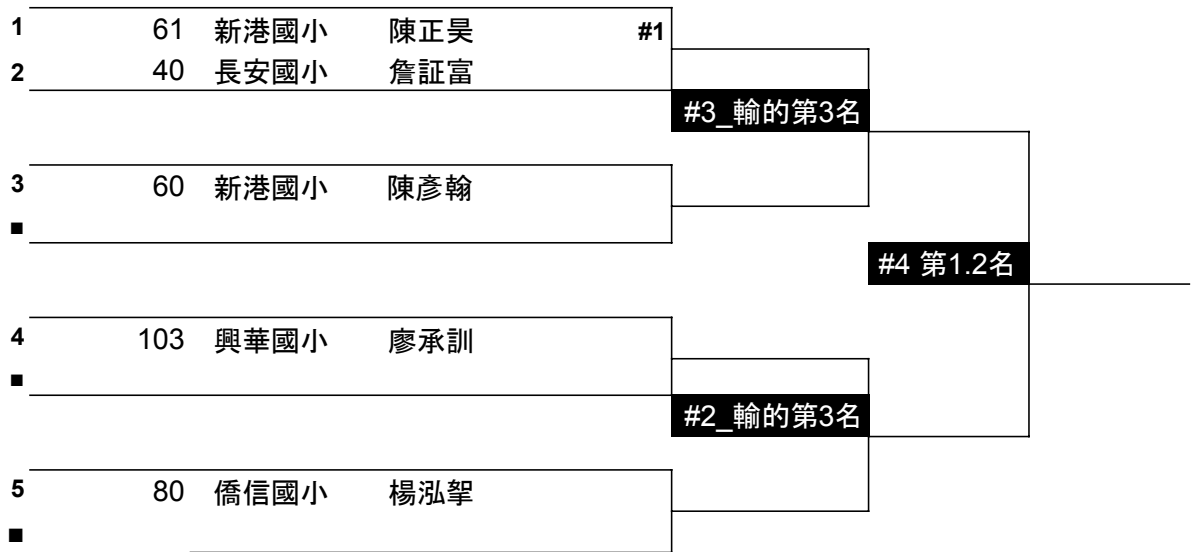 1 61 新港國小 陳正昊 #1
2 40 長安國小 詹証富
#3_輸的第3名
3 60 新港國小 陳彥翰
■
#4 第1.2名
4 103 興華國小 廖承訓
■
#2_輸的第3名
5 80 僑信國小 楊泓挐
■